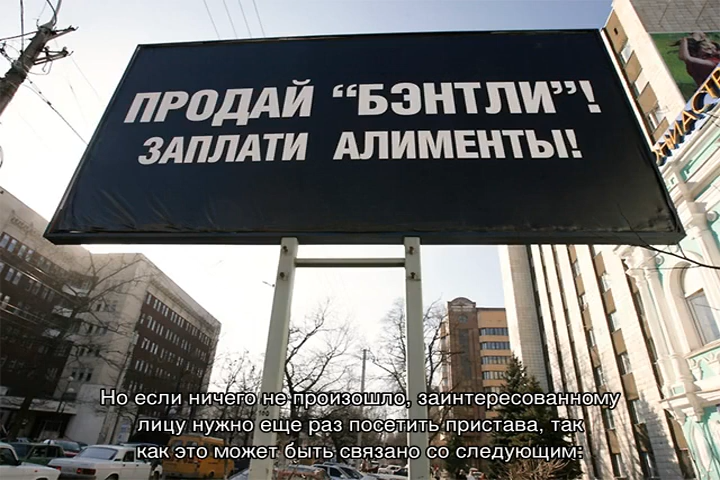 ПРОДАЙ “БЭНТЛИ”!
ЗАПЛАТИ АЛИМЕНТЫ!
Но если ничего не произошло, заинтересованному
лицу нужно еще раз посетить пристава, так
как это может быть связано со следующим: